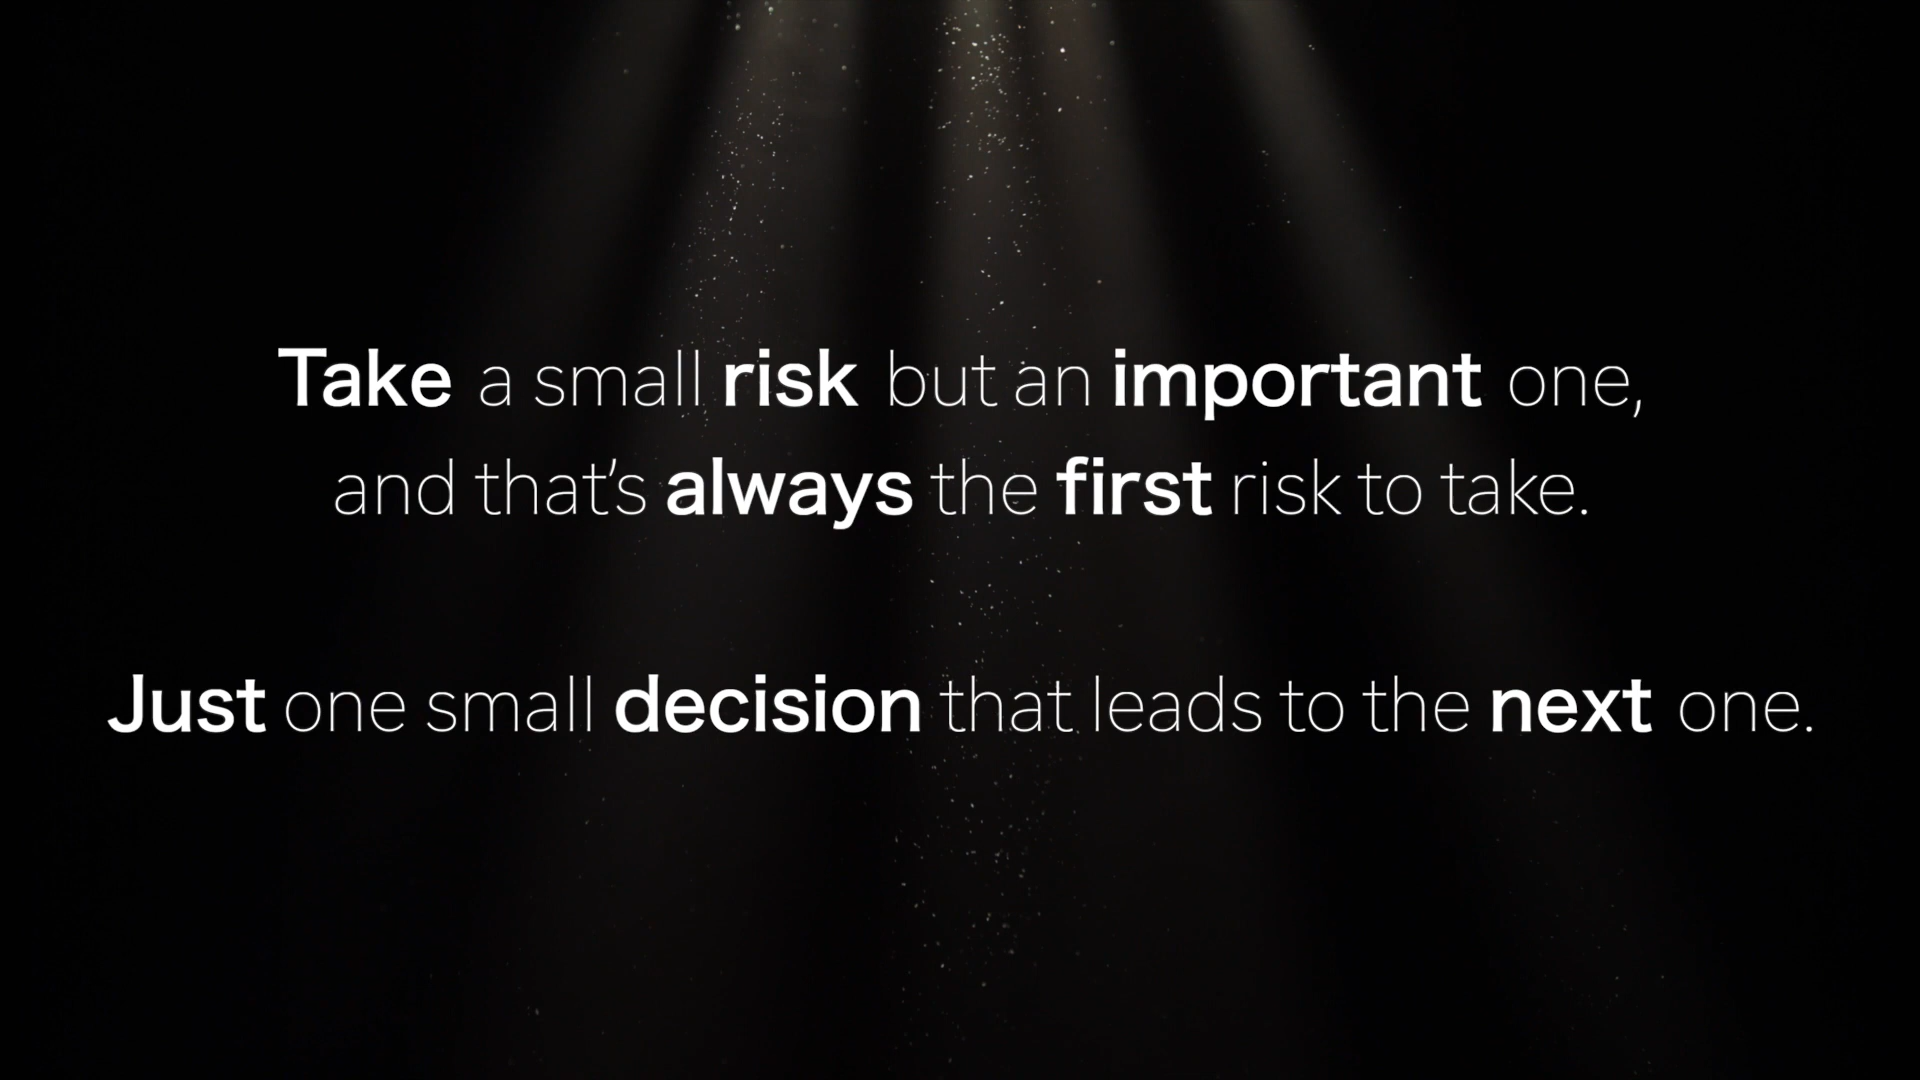 Take a small risk but an important one,
and that’s always the first risk to take.
Just one small decision that leads to the next one.